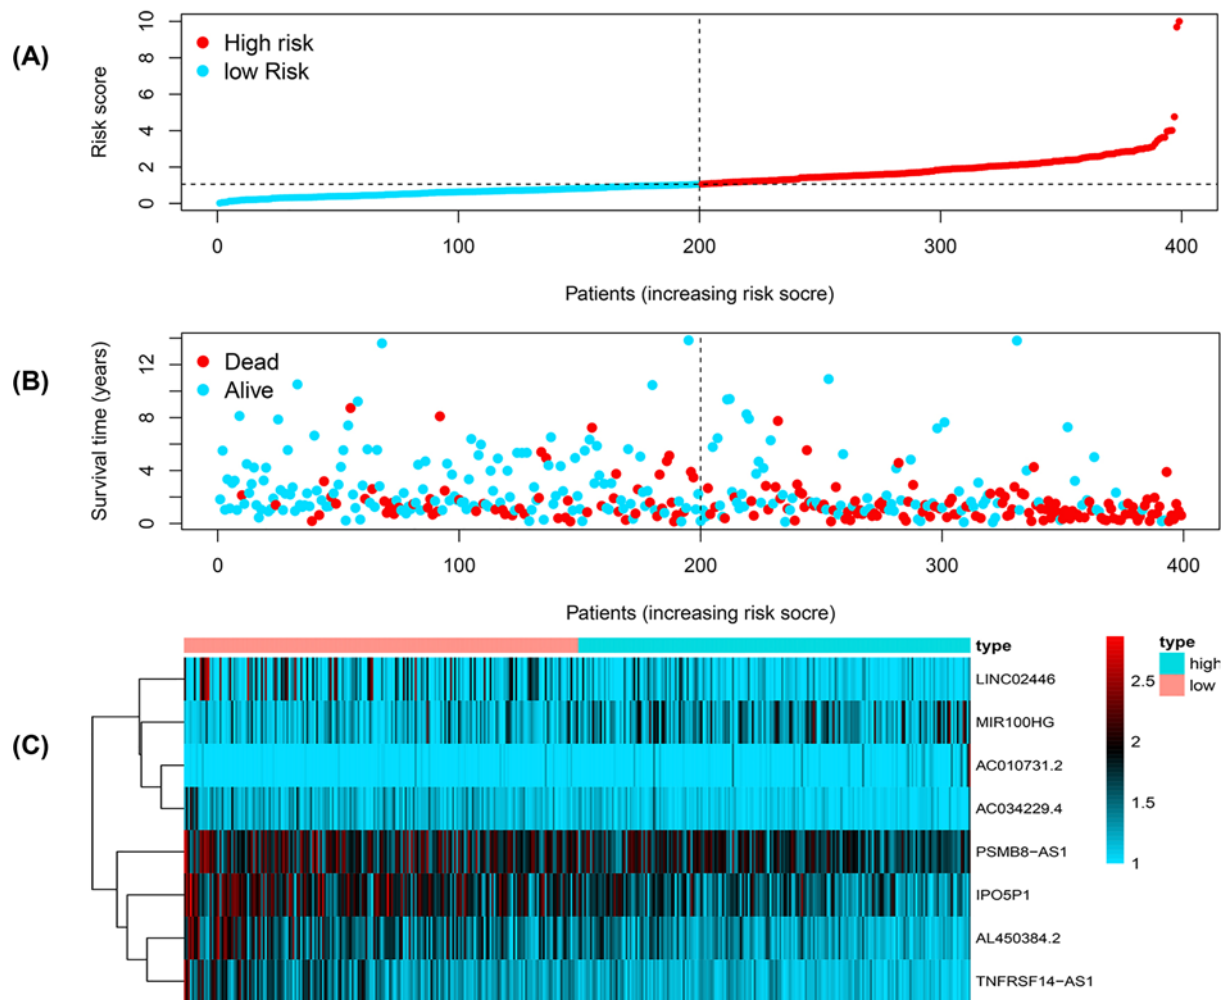 (A)
High risk
low Risk
Risk score
10
8
6
4
2
0
0 100 200 300 400
Patients (increasing risk socre)
(B)
Dead
Alive
Survival time (years)
12
8
4
0
0 100 200 300 400
Patients (increasing risk socre)
(C)
type
LINC02446
MIR100HG
AC010731.2
AC034229.4
PSMB8−AS1
IPO5P1
AL450384.2
TNFRSF14−AS1
2.5
2
1.5
1
type
high
low